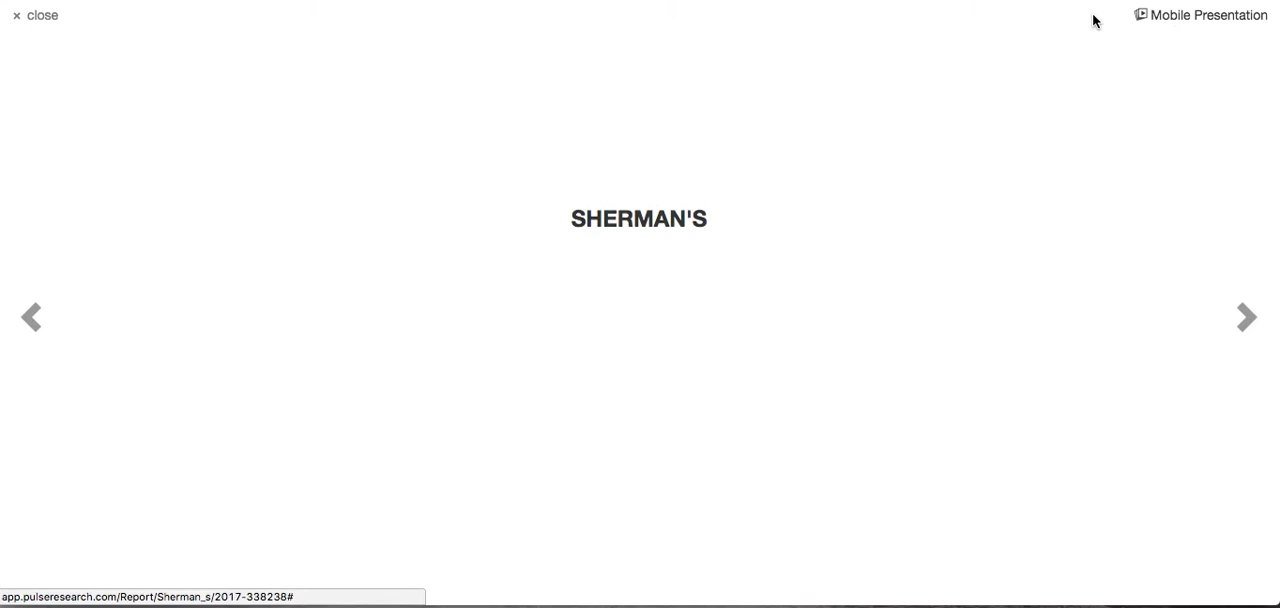 × close
Mobile Presentation
SHERMAN'S
app.pulseresearch.com/Report/Sherman_s/2017-338238#